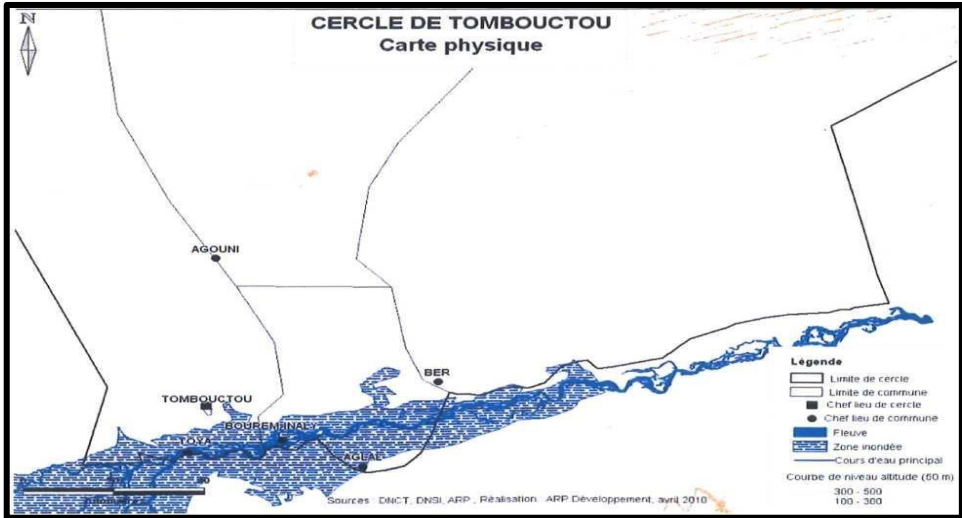 N
CERCLE DE TOMBOUCTOU
Carte physique
AGOUNI
BER
TOMBOUCTOU
BOUREM-INALY
TOYA
AGLAL
Légende
Limite de cercle
Limite de commune
Chef lieu de cercle
Chef lieu de commune
Fleuve
Zone inondée
Cours d'eau principal
Courbe de niveau altitude (50 m)
300 - 500
100 - 300
Sources : DNCT, DNSI, ARP , Réalisation ARP Développement, avril 2010